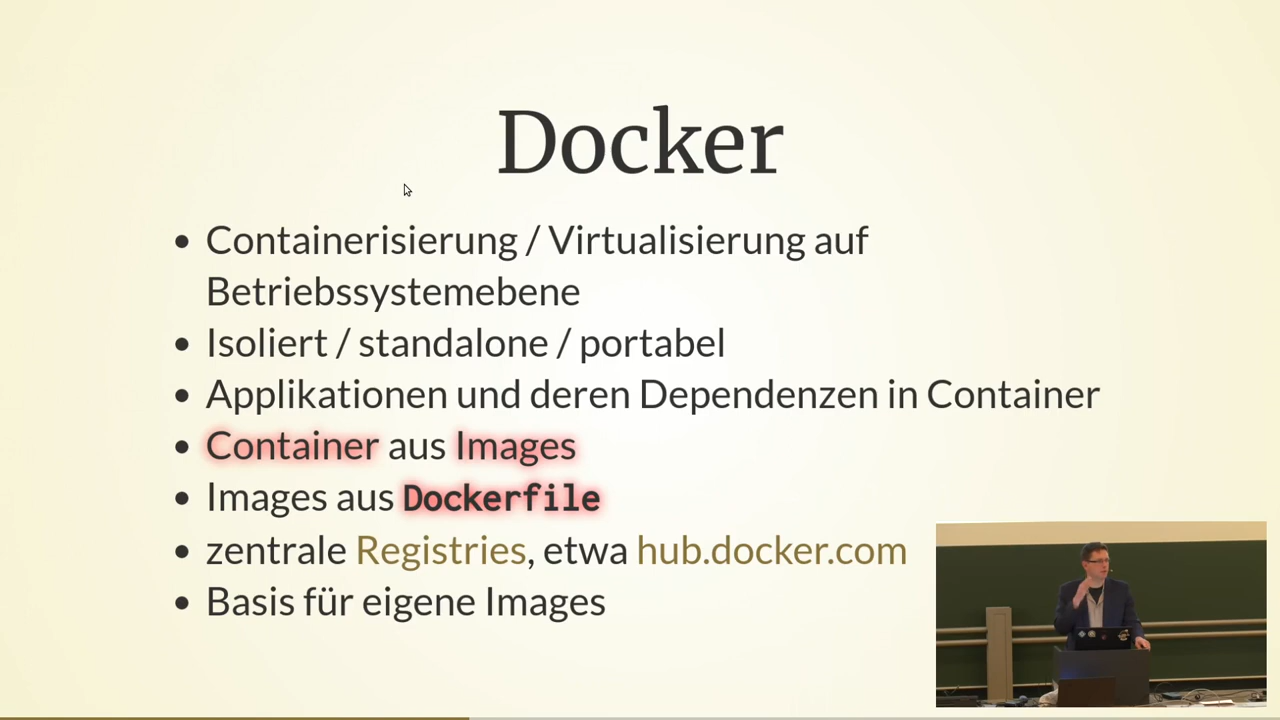 Docker
Containerisierung / Virtualisierung auf
Betriebssystemebene
Isoliert / standalone / portabel
Applikationen und deren Dependenzen in Container
Container aus Images
Images aus Dockerfile
zentrale Registries, etwa hub.docker.com
Basis für eigene Images